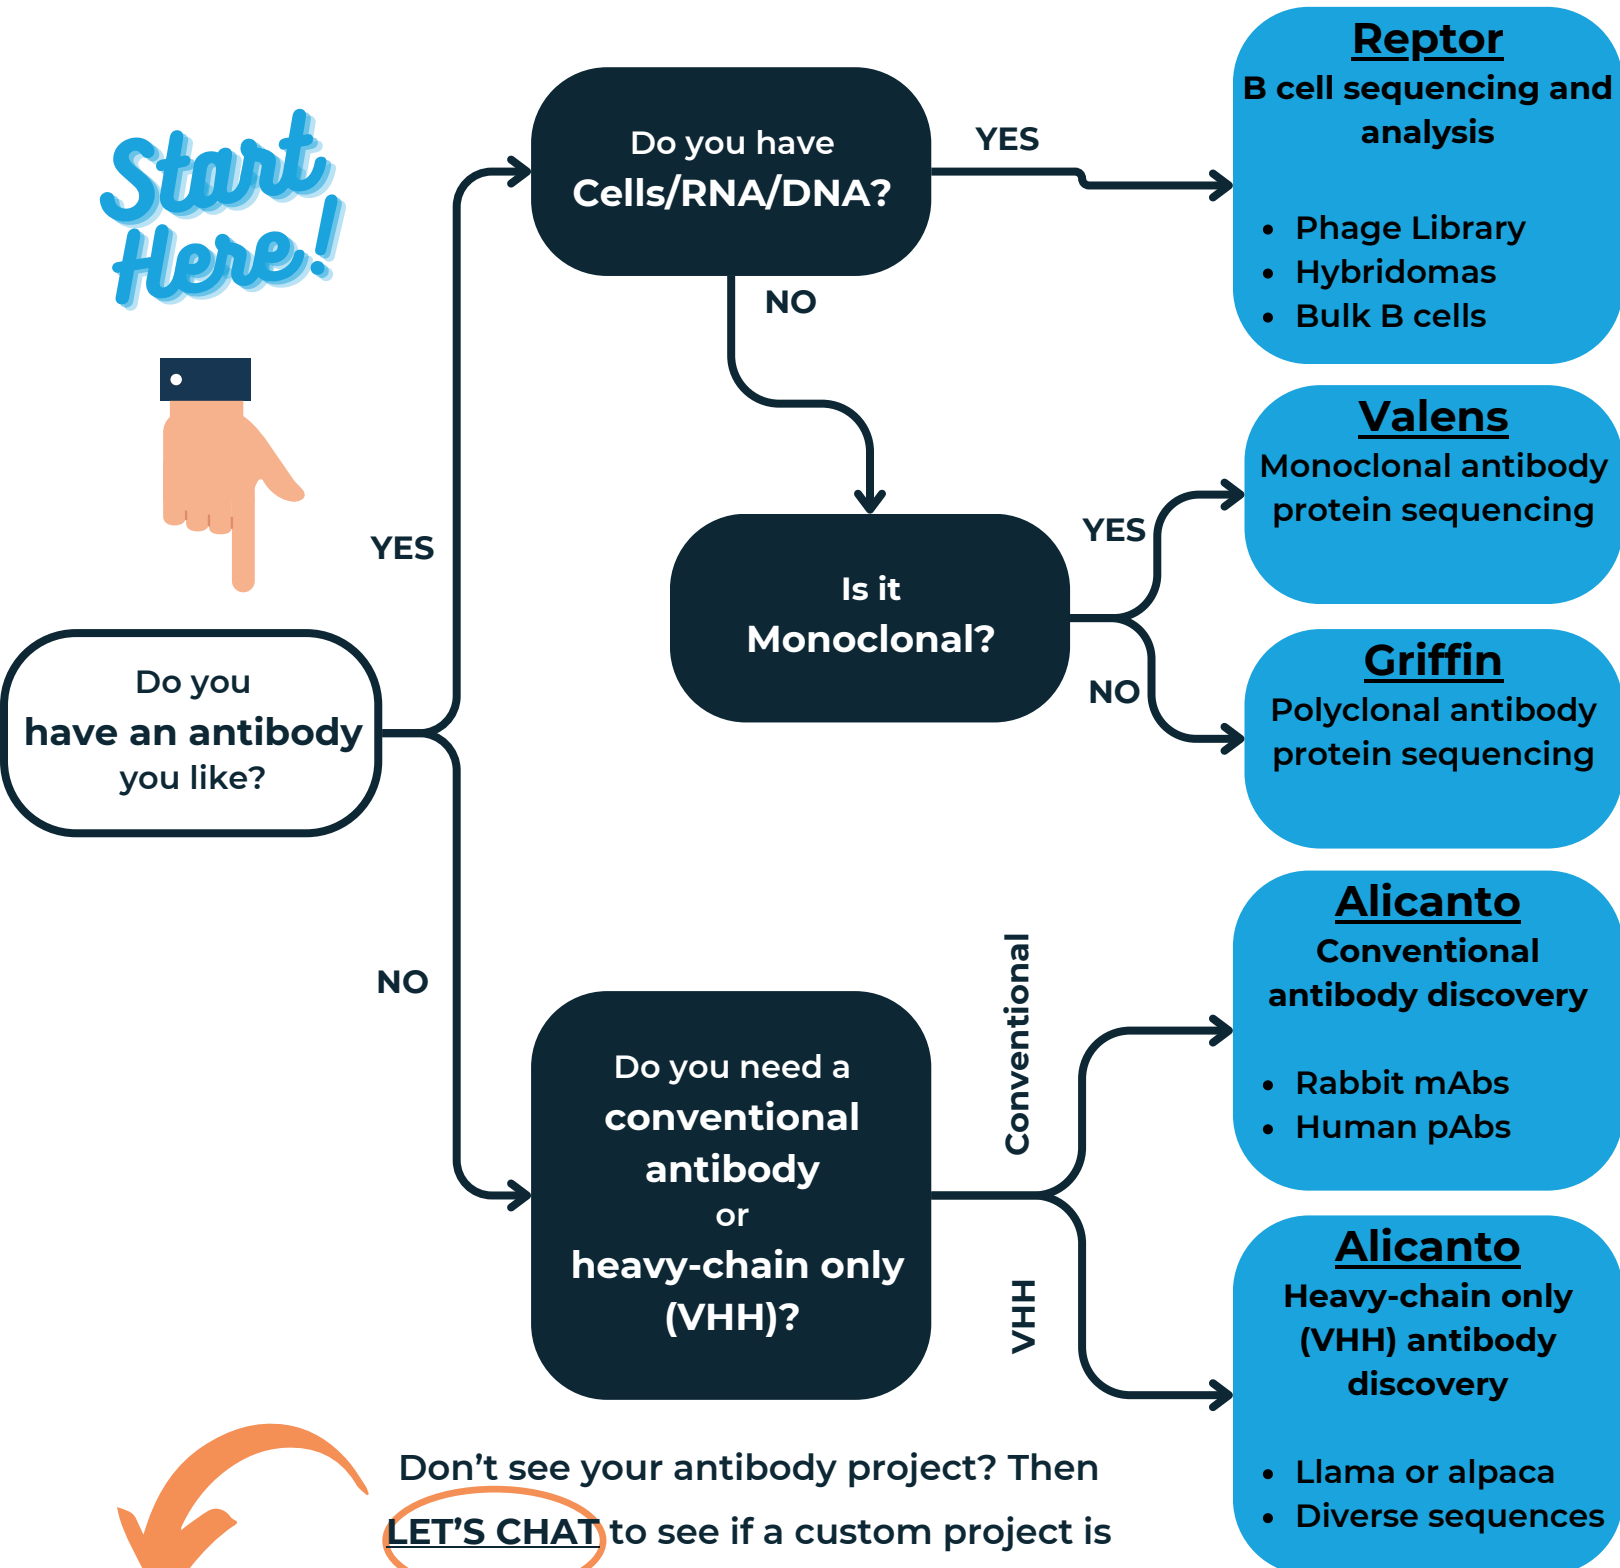 Start
Here!
Do you
have an antibody
you like?
YES
NO
Do you have
Cells/RNA/DNA?
YES
NO
Is it
Monoclonal?
YES
NO
Do you need a
conventional
antibody
or
heavy-chain only
(VHH)?
Conventional
VHH
Reptor
B cell sequencing and
analysis
• Phage Library
• Hybridomas
• Bulk B cells
Valens
Monoclonal antibody
protein sequencing
Griffin
Polyclonal antibody
protein sequencing
Alicanto
Conventional
antibody discovery
• Rabbit mAbs
• Human pAbs
Alicanto
Heavy-chain only
(VHH) antibody
discovery
• Llama or alpaca
• Diverse sequences
Don’t see your antibody project? Then
LET’S CHAT to see if a custom project is